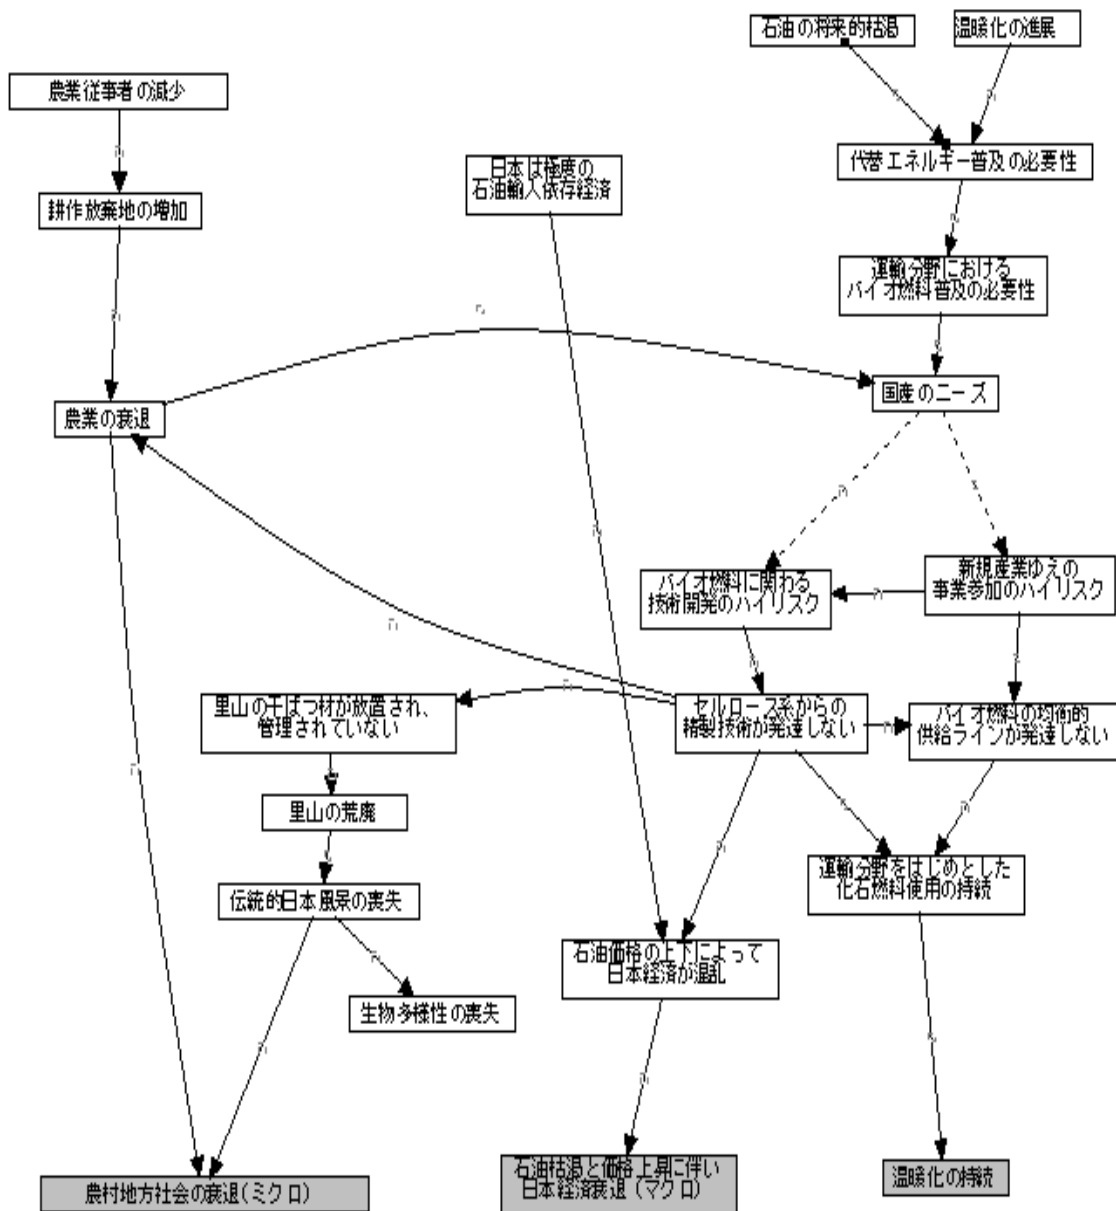 石油の将来的枯渇
温暖化の進展
農業従事者の減少
代替エネルギー普及の必要性
日本は極度の
石油輸入依存経済
耕作放棄地の増加
運輸分野における
バイオ燃料普及の必要性
国産のニーズ
農業の衰退
バイオ燃料に関わる
技術開発のハイリスク
新規産業ゆえの
事業参加のハイリスク
里山の干ばつ材が放置され、
管理されていない
セルロース系からの
精製技術が発達しない
バイオ燃料の均衡的
供給ラインが発達しない
里山の荒廃
伝統的日本風景の喪失
運輸分野をはじめとした
化石燃料使用の持続
石油価格の上下によって
日本経済が混乱
生物多様性の喪失
農村地方社会の衰退(ミクロ)
石油枯渇と価格上昇に伴い
日本経済衰退(マクロ)
温暖化の持続